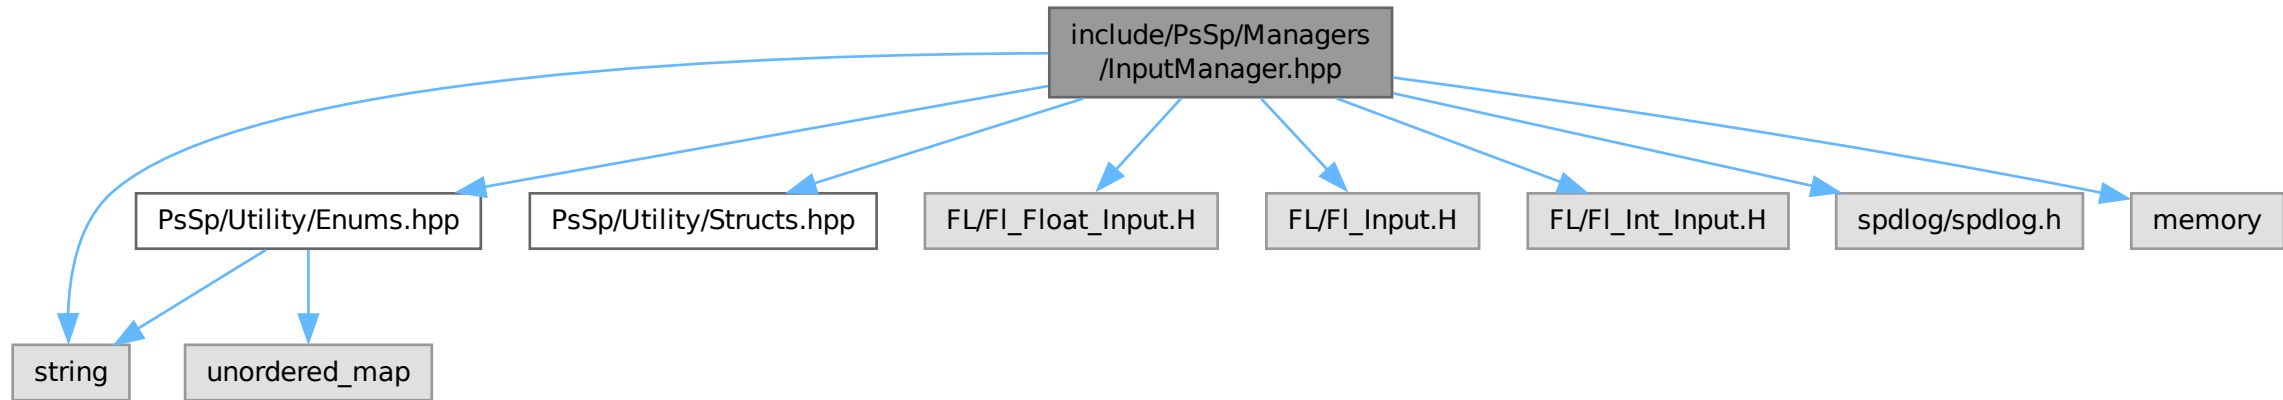 include/PsSp/Managers
/InputManager.hpp
PsSp/Utility/Enums.hpp
PsSp/Utility/Structs.hpp
FL/Fl_Float_Input.H
FL/Fl_Input.H
FL/Fl_Int_Input.H
spdlog/spdlog.h
memory
string
unordered_map